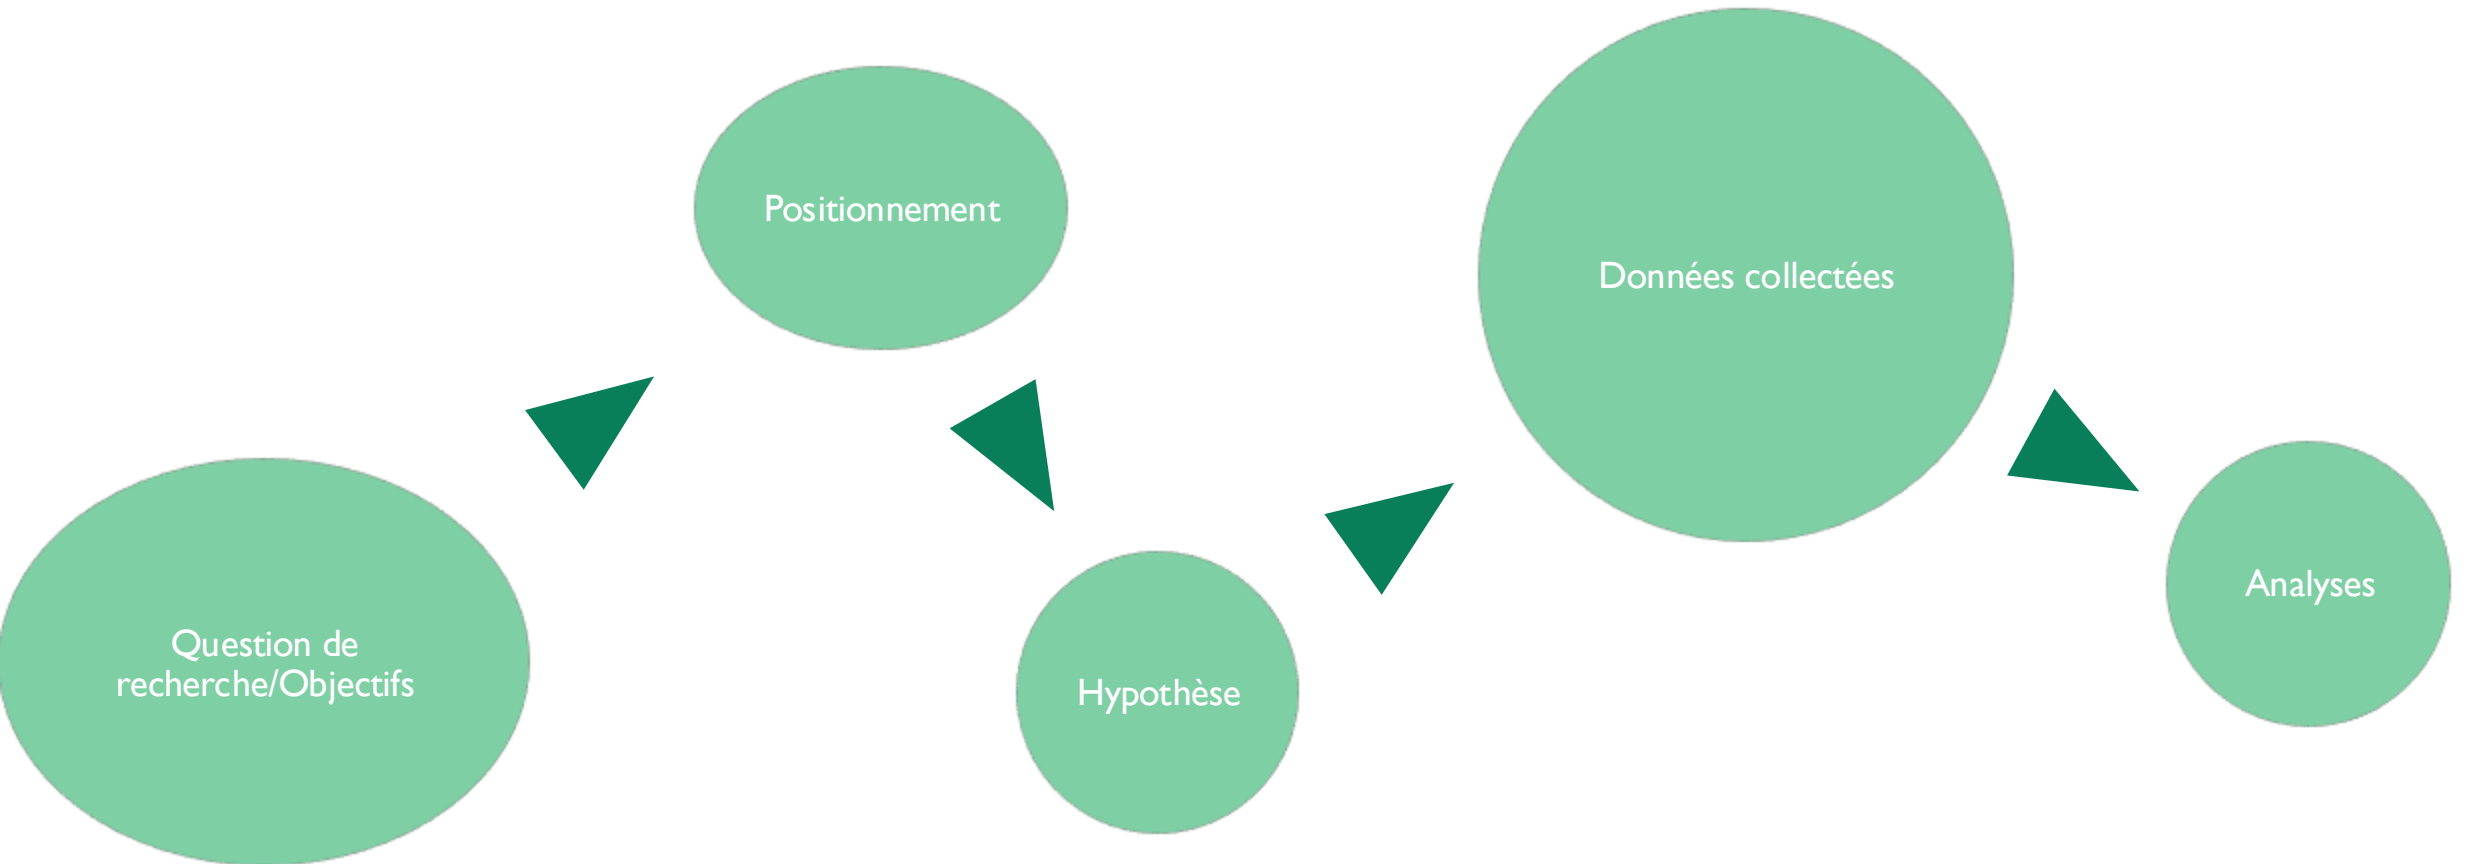 Question de
recherche/Objectifs
Positionnement
Hypothèse
Données collectées
Analyses